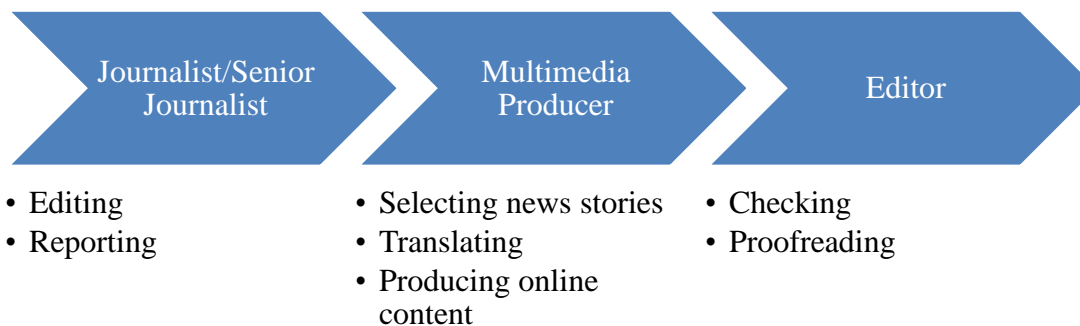 Journalist/Senior
Journalist
• Editing
• Reporting
Multimedia
Producer
• Selecting news stories
• Translating
• Producing online
content
Editor
• Checking
• Proofreading